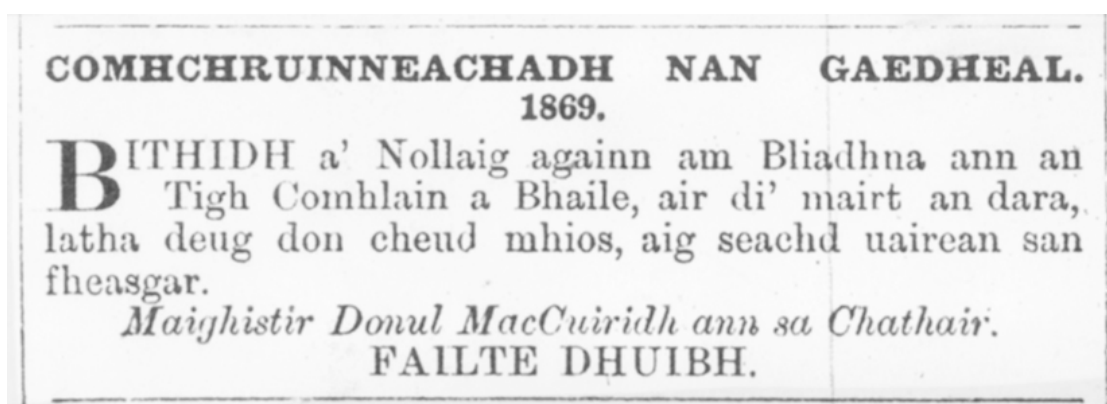 COMHCHRUINNEACHADH NAN GAEDHEAL.
1869.
BITHIDH a' Nollaig againn am Bliadhna ann an
Tigh Comhlain a Bhaile, air di' mairt an dara,
latha deug don cheud mhios, aig seachd uairean san
fheasgar.
Maighistir Donul MacCuiridh ann sa Chathair.
FAILTE DHUIBH.